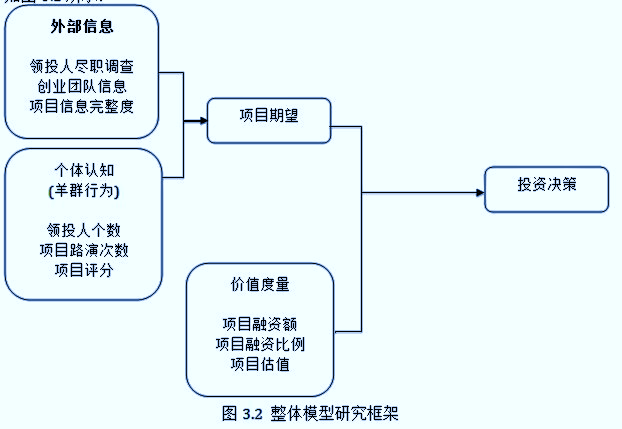 外部信息
领投人尽职调查
创业团队信息
项目信息完整度
个体认知
(羊群行为)
领投人个数
项目路演次数
项目评分
项目期望
价值度量
项目融资额
项目融资比例
项目估值
投资决策
图 3.2 整体模型研究框架